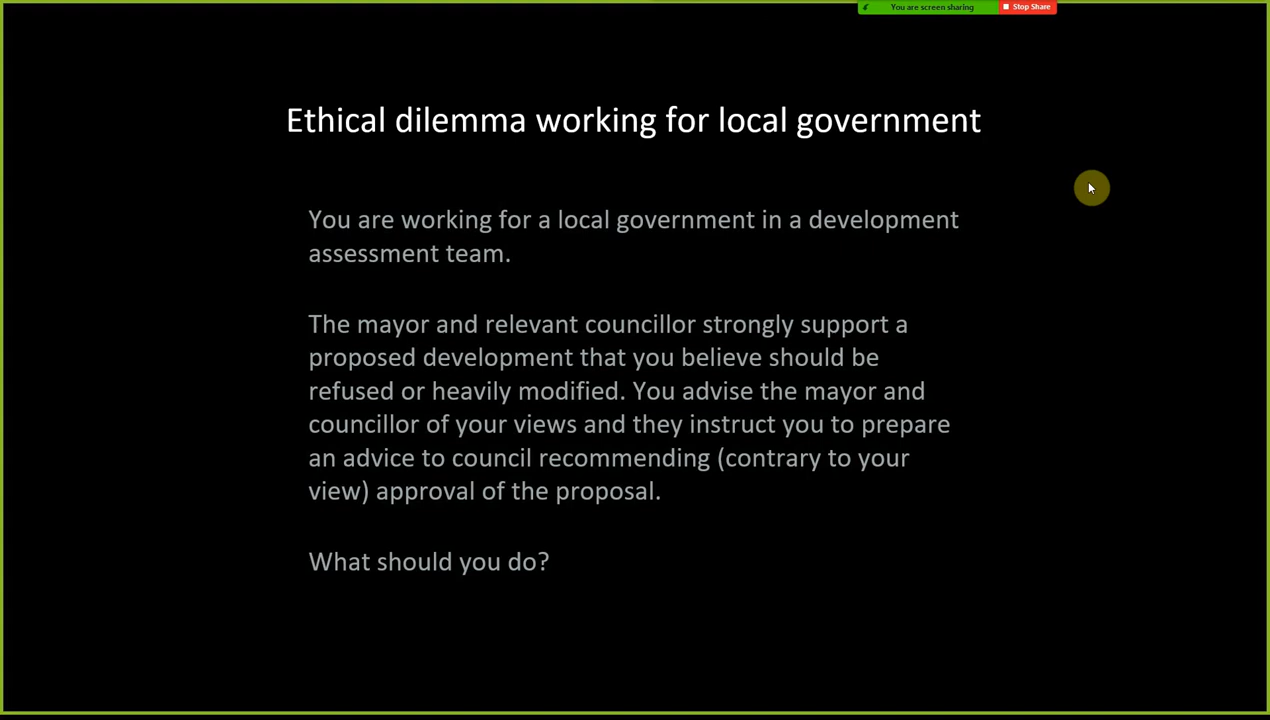 You are screen sharing
Stop Share
Ethical dilemma working for local government
You are working for a local government in a development
assessment team.
The mayor and relevant councillor strongly support a
proposed development that you believe should be
refused or heavily modified. You advise the mayor and
councillor of your views and they instruct you to prepare
an advice to council recommending (contrary to your
view) approval of the proposal.
What should you do?